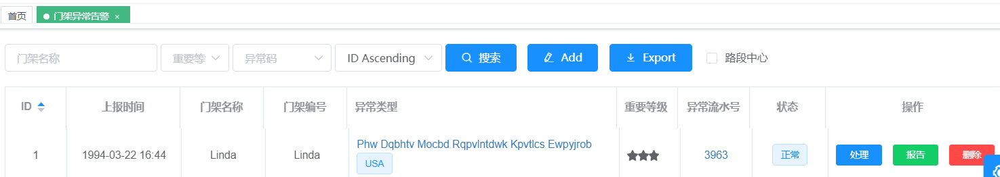 首页 门架异常告警 ×
门架名称 重要等 异常码 ID Ascending 搜索 Add Export 路段中心
ID 上报时间 门架名称 门架编号 异常类型 重要等级 异常流水号 状态 操作
1 1994-03-22 16:44 Linda Linda Phw Dqbhtv Mocbd Rqpvlntdwk Kpvtlcs Ewpyjrob 3963 正常 处理 报告 删除
USA